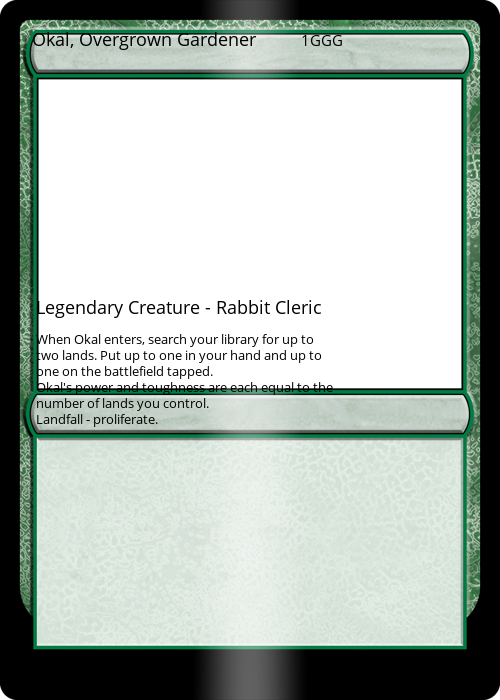 Okal, Overgrown Gardener 1GGG
Legendary Creature - Rabbit Cleric
When Okal enters, search your library for up to
two lands. Put up to one in your hand and up to
one on the battlefield tapped.
Okal's power and toughness are each equal to the
number of lands you control.
Landfall - proliferate.